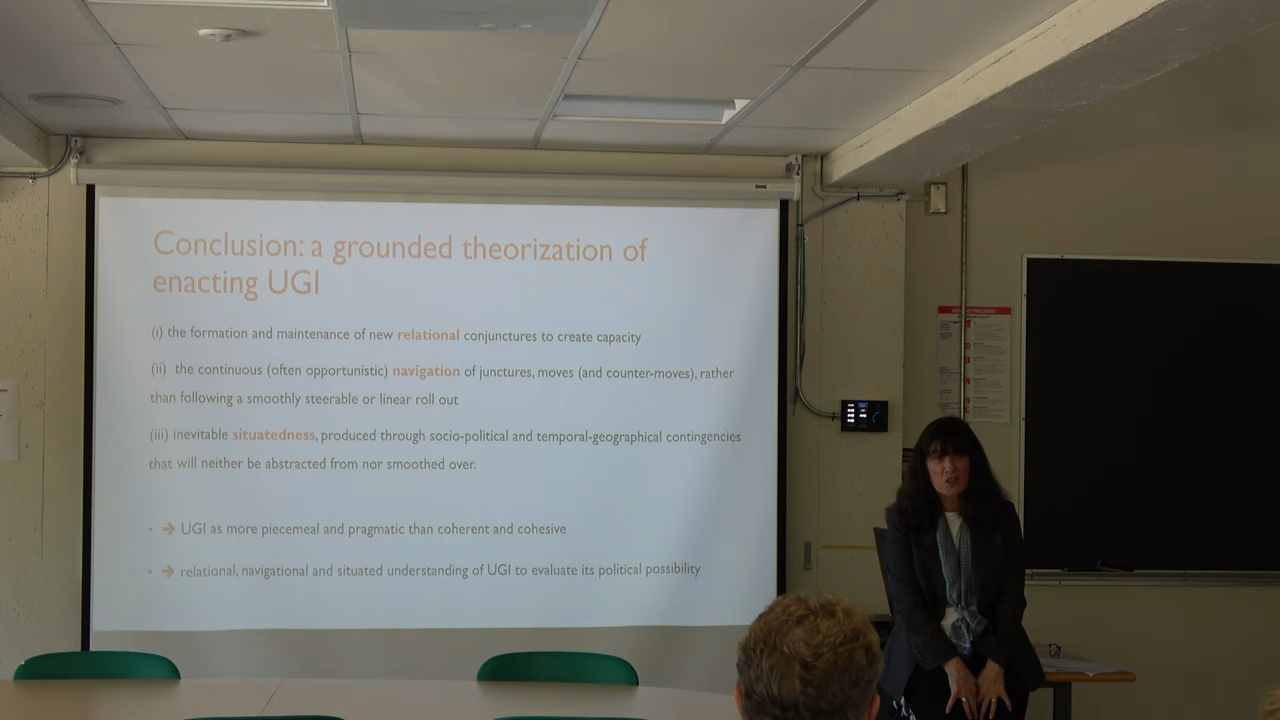 Conclusion: a grounded theorization of
enacting UGI
(i) the formation and maintenance of new relational conjunctures to create capacity
(ii) the continuous (often opportunistic) navigation of junctures, moves (and counter-moves), rather
than following a smoothly steerable or linear roll out
(iii) inevitable situatedness, produced through socio-political and temporal-geographical contingencies
that will neither be abstracted from nor smoothed over.
• → UGI as more piecemeal and pragmatic than coherent and cohesive
• → relational, navigational and situated understanding of UGI to evaluate its political possibility